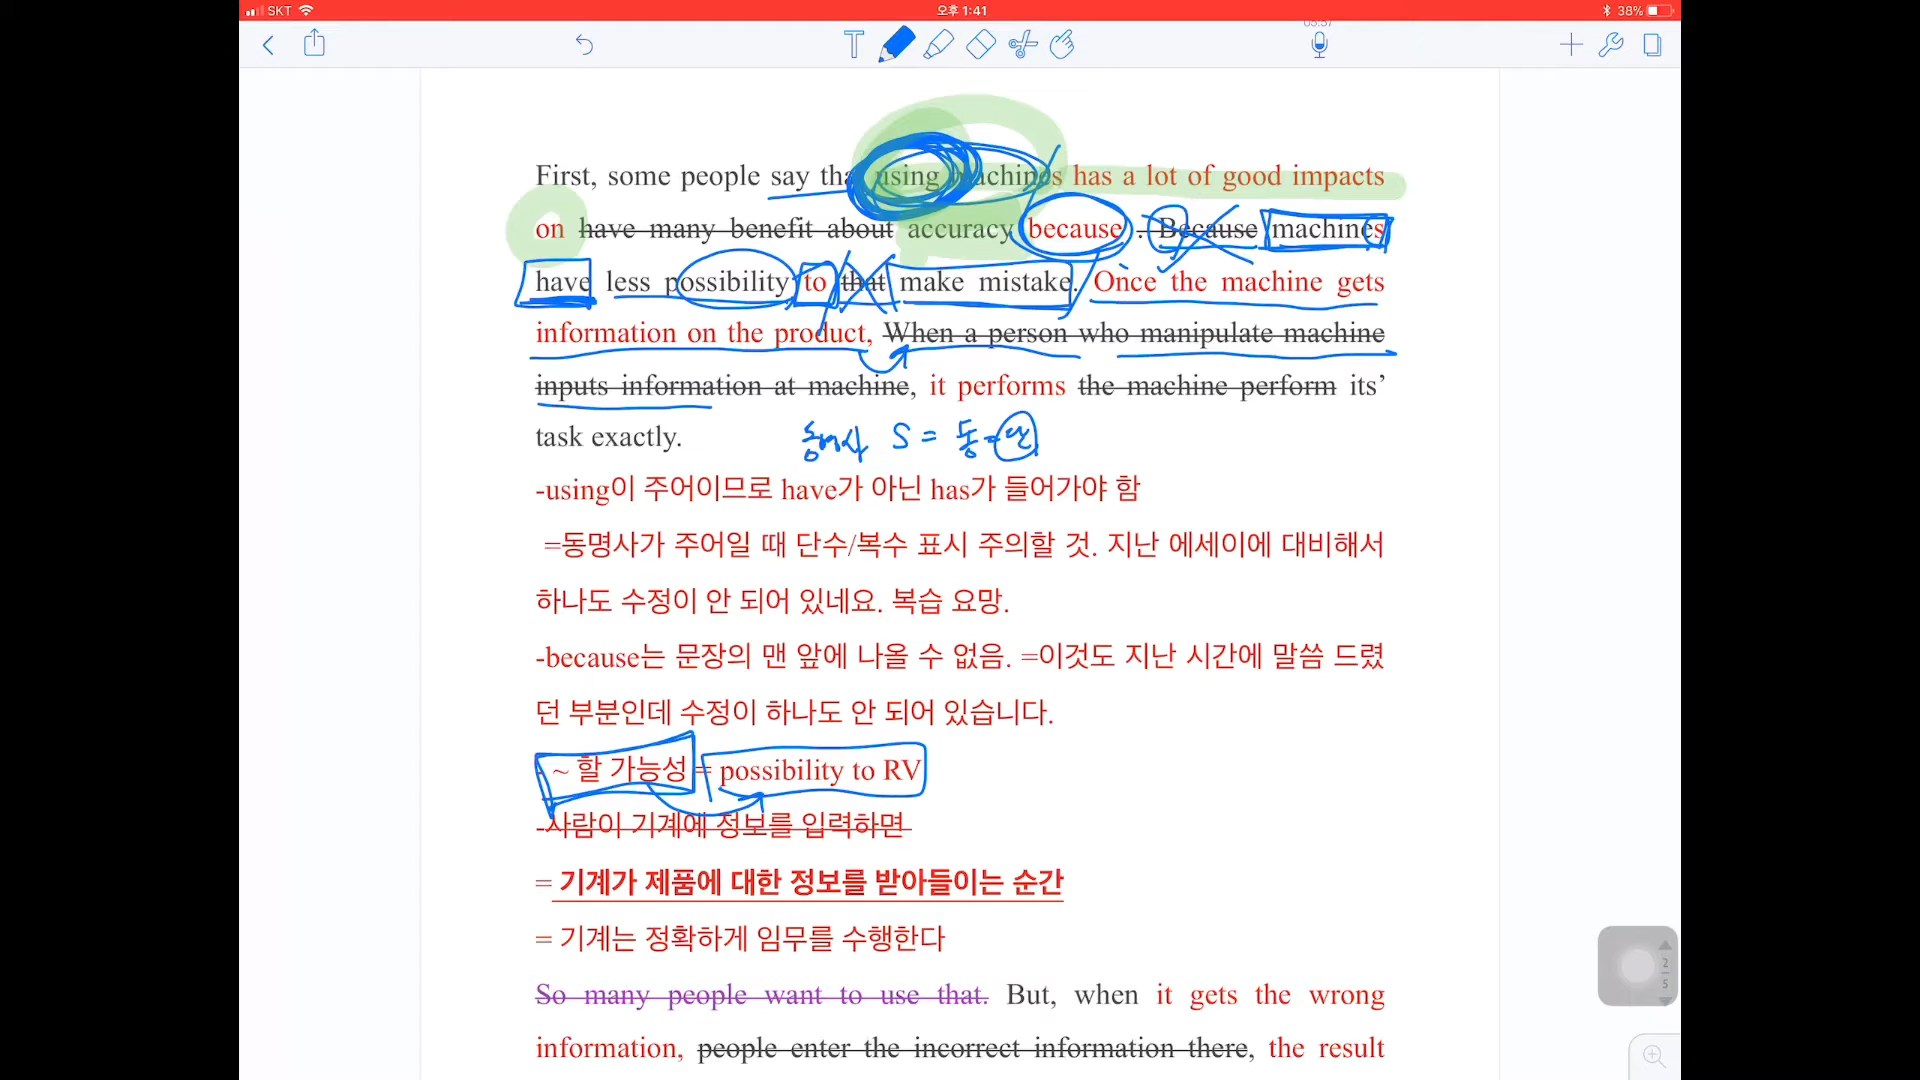 SKT 오후 1:41 38%
05:57
First, some people say that using machines has a lot of good impacts
on have many benefit about accuracy because . Because machines
have less possibility to that make mistake. Once the machine gets
information on the product, When a person who manipulate machine
inputs information at machine, it performs the machine perform its’
task exactly.
동명사 S = 동-단
-using이 주어이므로 have가 아닌 has가 들어가야 함
=동명사가 주어일 때 단수/복수 표시 주의할 것. 지난 에세이에 대비해서
하나도 수정이 안 되어 있네요. 복습 요망.
-because는 문장의 맨 앞에 나올 수 없음. =이것도 지난 시간에 말씀 드렸
던 부분인데 수정이 하나도 안 되어 있습니다.
- ~ 할 가능성 = possibility to RV
-사람이 기계에 정보를 입력하면
= 기계가 제품에 대한 정보를 받아들이는 순간
= 기계는 정확하게 임무를 수행한다
So many people want to use that. But, when it gets the wrong
information, people enter the incorrect information there, the result
2
5